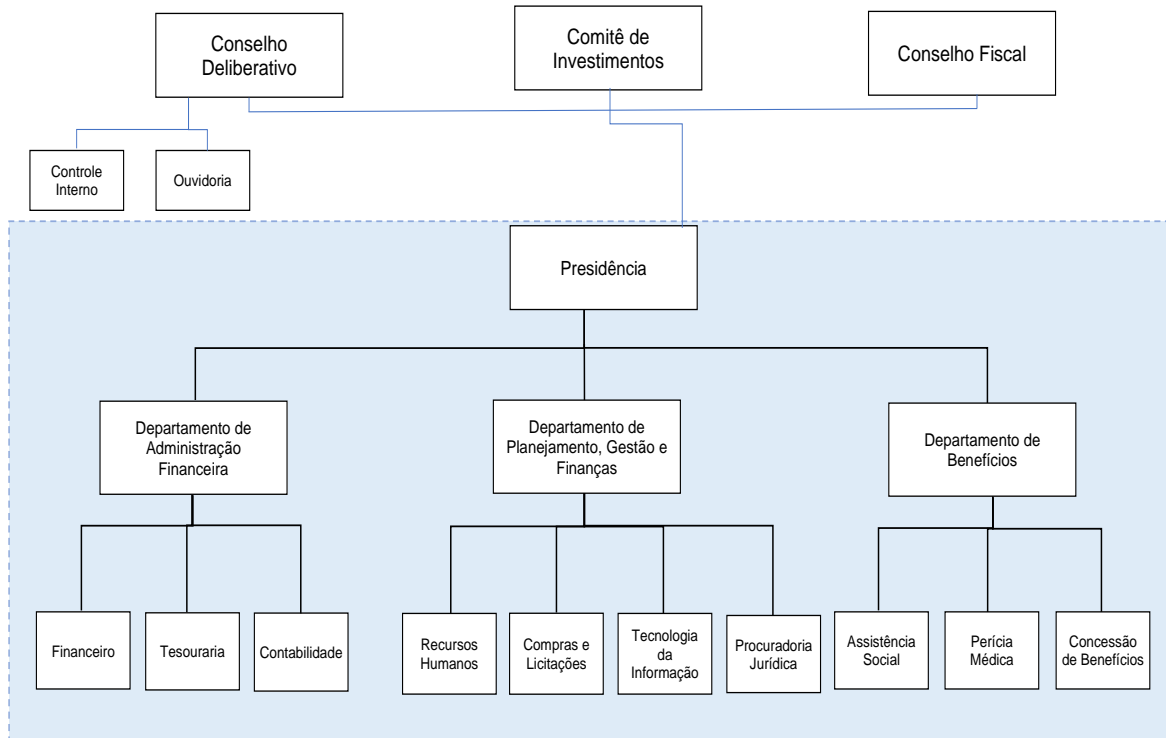 Conselho
Deliberativo
Comitê de
Investimentos
Conselho Fiscal
Controle
Interno
Ouvidoria
Presidência
Departamento de
Administração
Financeira
Departamento de
Planejamento, Gestão e
Finanças
Departamento de
Benefícios
Financeiro
Tesouraria
Contabilidade
Recursos
Humanos
Compras e
Licitações
Tecnologia
da
Informação
Procuradoria
Jurídica
Assistência
Social
Perícia
Médica
Concessão
de Benefícios